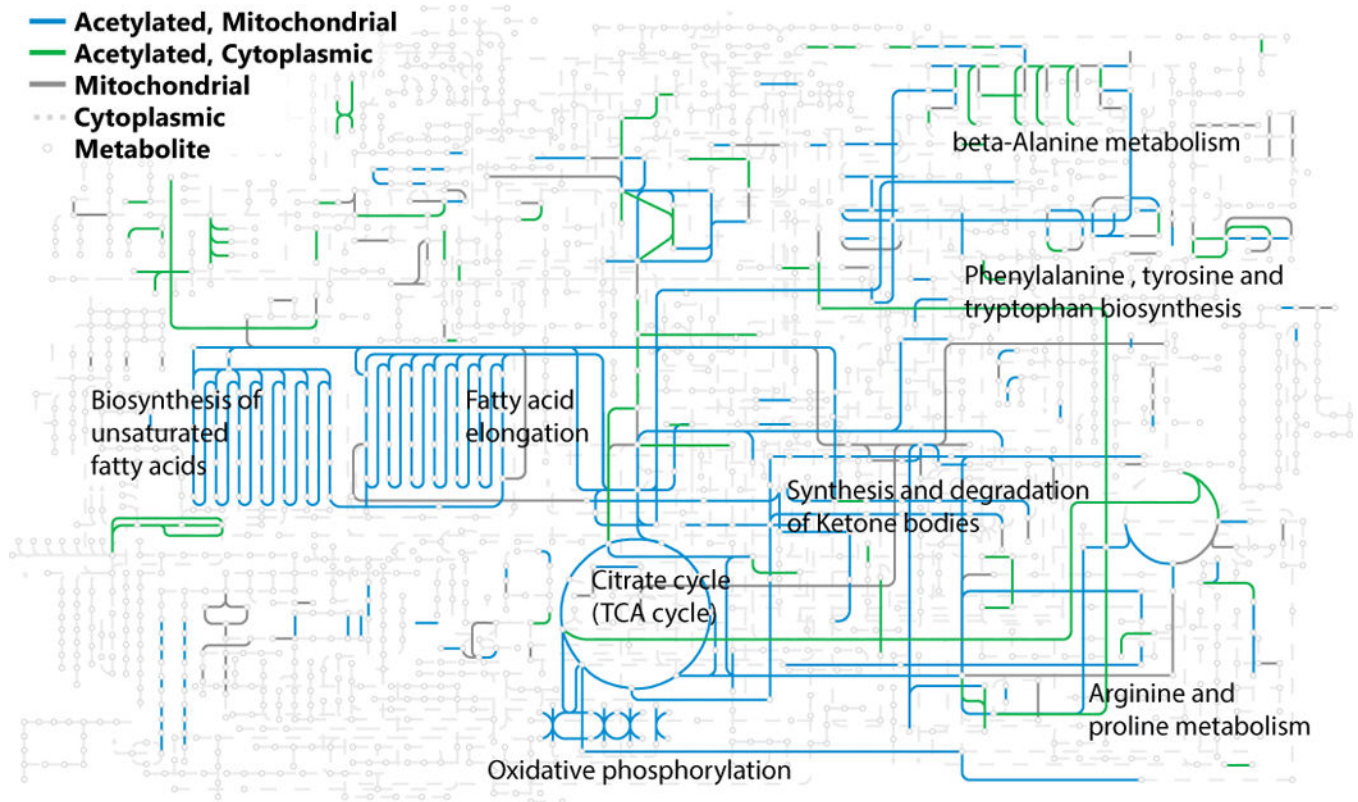 Acetylated, Mitochondrial
Acetylated, Cytoplasmic
Mitochondrial
Cytoplasmic
Metabolite
beta-Alanine metabolism
Phenylalanine , tyrosine and
tryptophan biosynthesis
Biosynthesis of
unsaturated
fatty acids
Fatty acid
elongation
Synthesis and degradation
of Ketone bodies
Citrate cycle
(TCA cycle)
Arginine and
proline metabolism
Oxidative phosphorylation